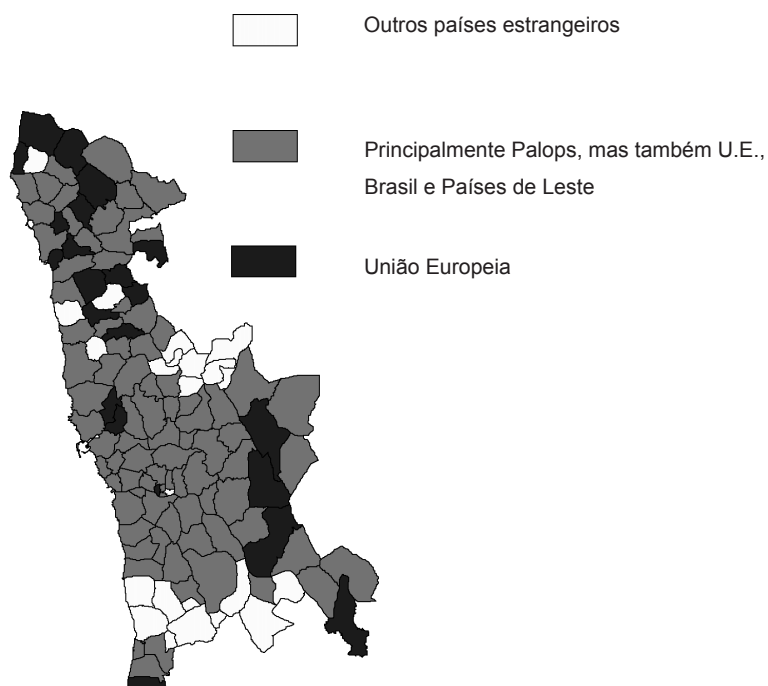 Outros países estrangeiros
Principalmente Palops, mas também U.E.,
Brasil e Países de Leste
União Europeia